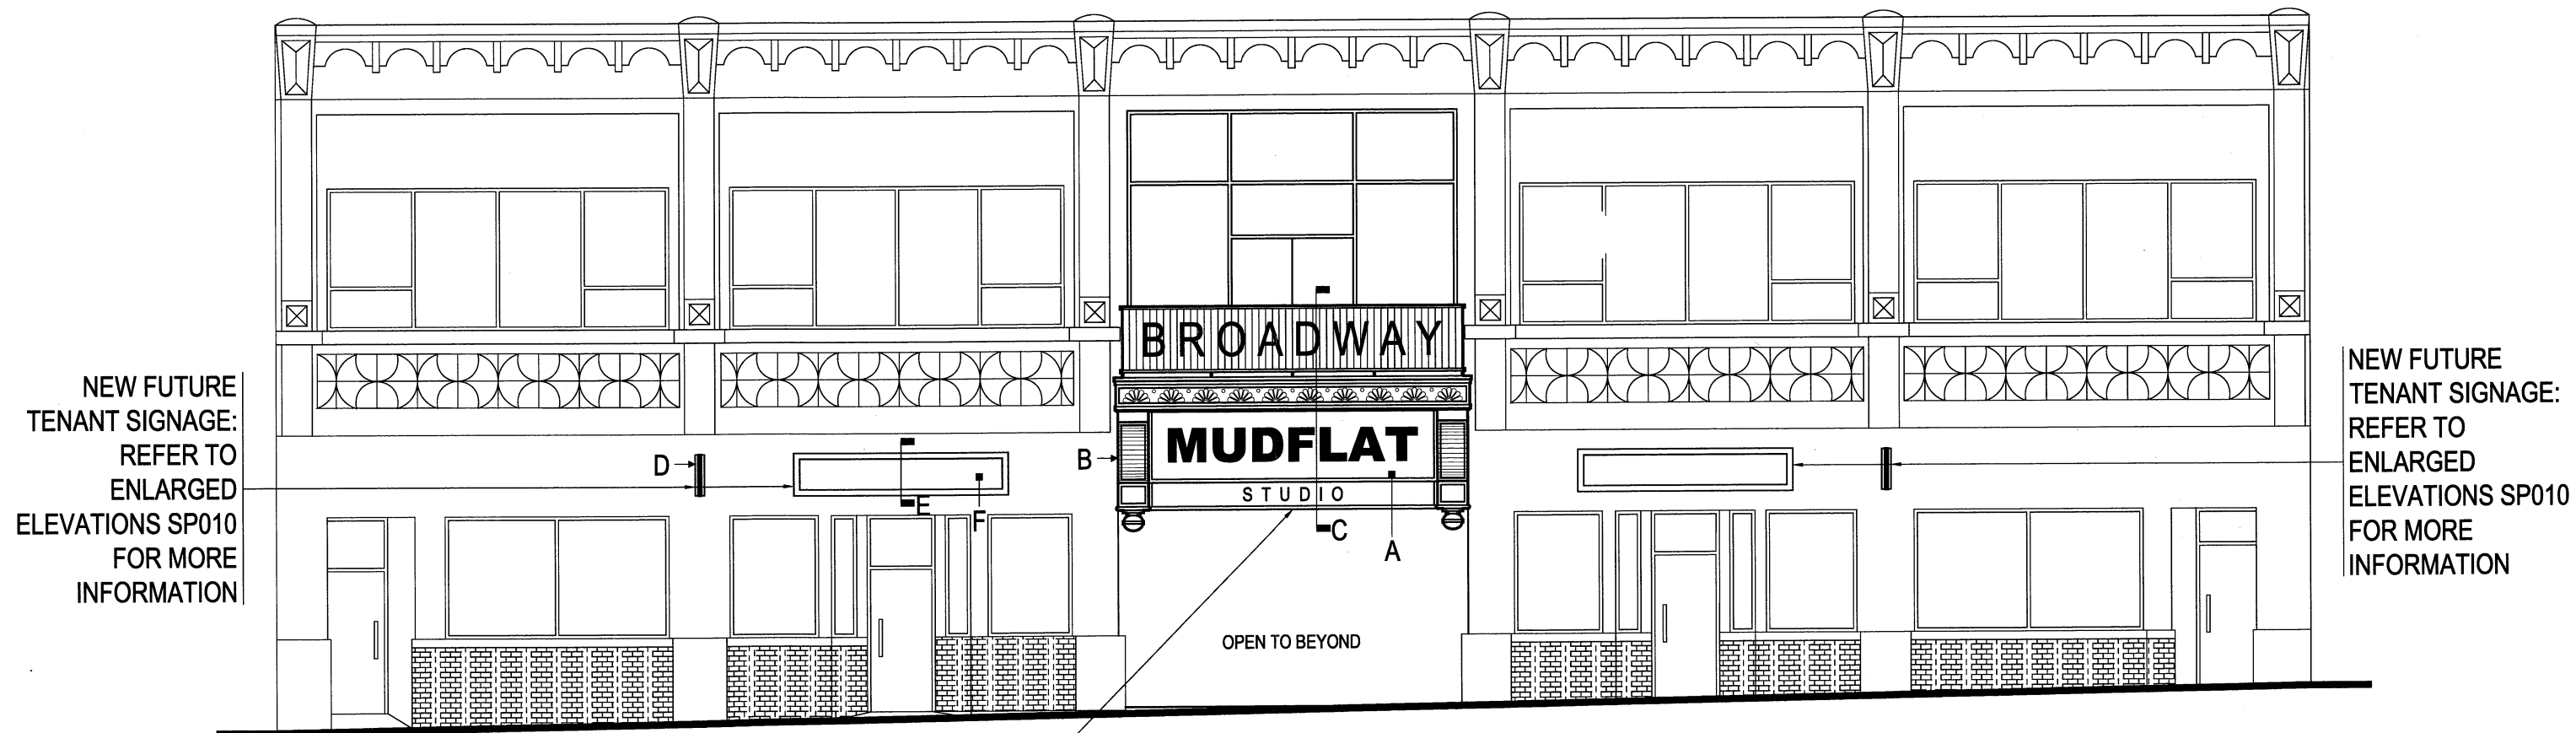 BROADWAY
MUDFLAT
STUDIO
NEW FUTURE
TENANT SIGNAGE:
REFER TO
ENLARGED
ELEVATIONS SP010
FOR MORE
INFORMATION
D
E
F
B
C
A
OPEN TO BEYOND
NEW FUTURE
TENANT SIGNAGE:
REFER TO
ENLARGED
ELEVATIONS SP010
FOR MORE
INFORMATION